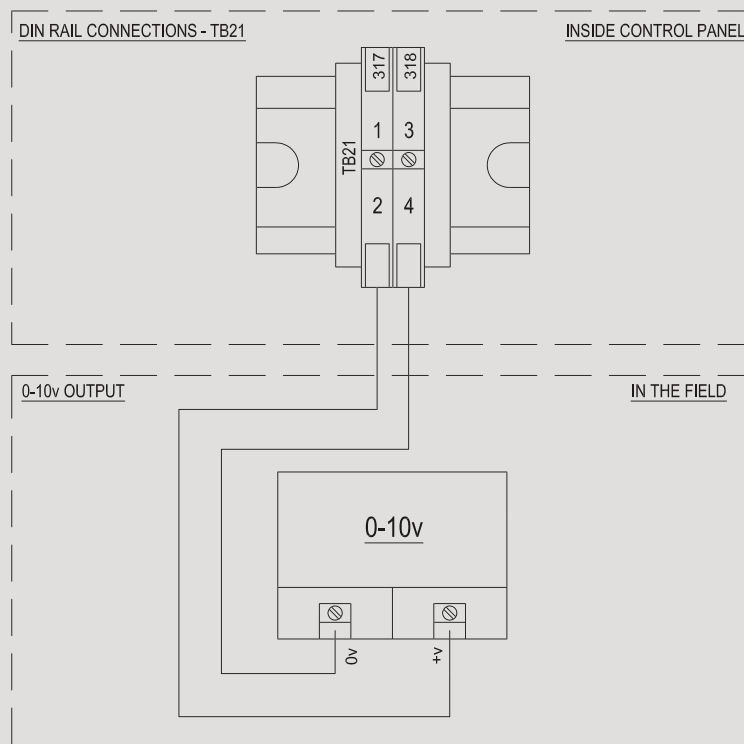 DIN RAIL CONNECTIONS - TB21
INSIDE CONTROL PANEL
317
318
1
3
TB21
2
4
0-10v OUTPUT
IN THE FIELD
0-10v
0v
+v